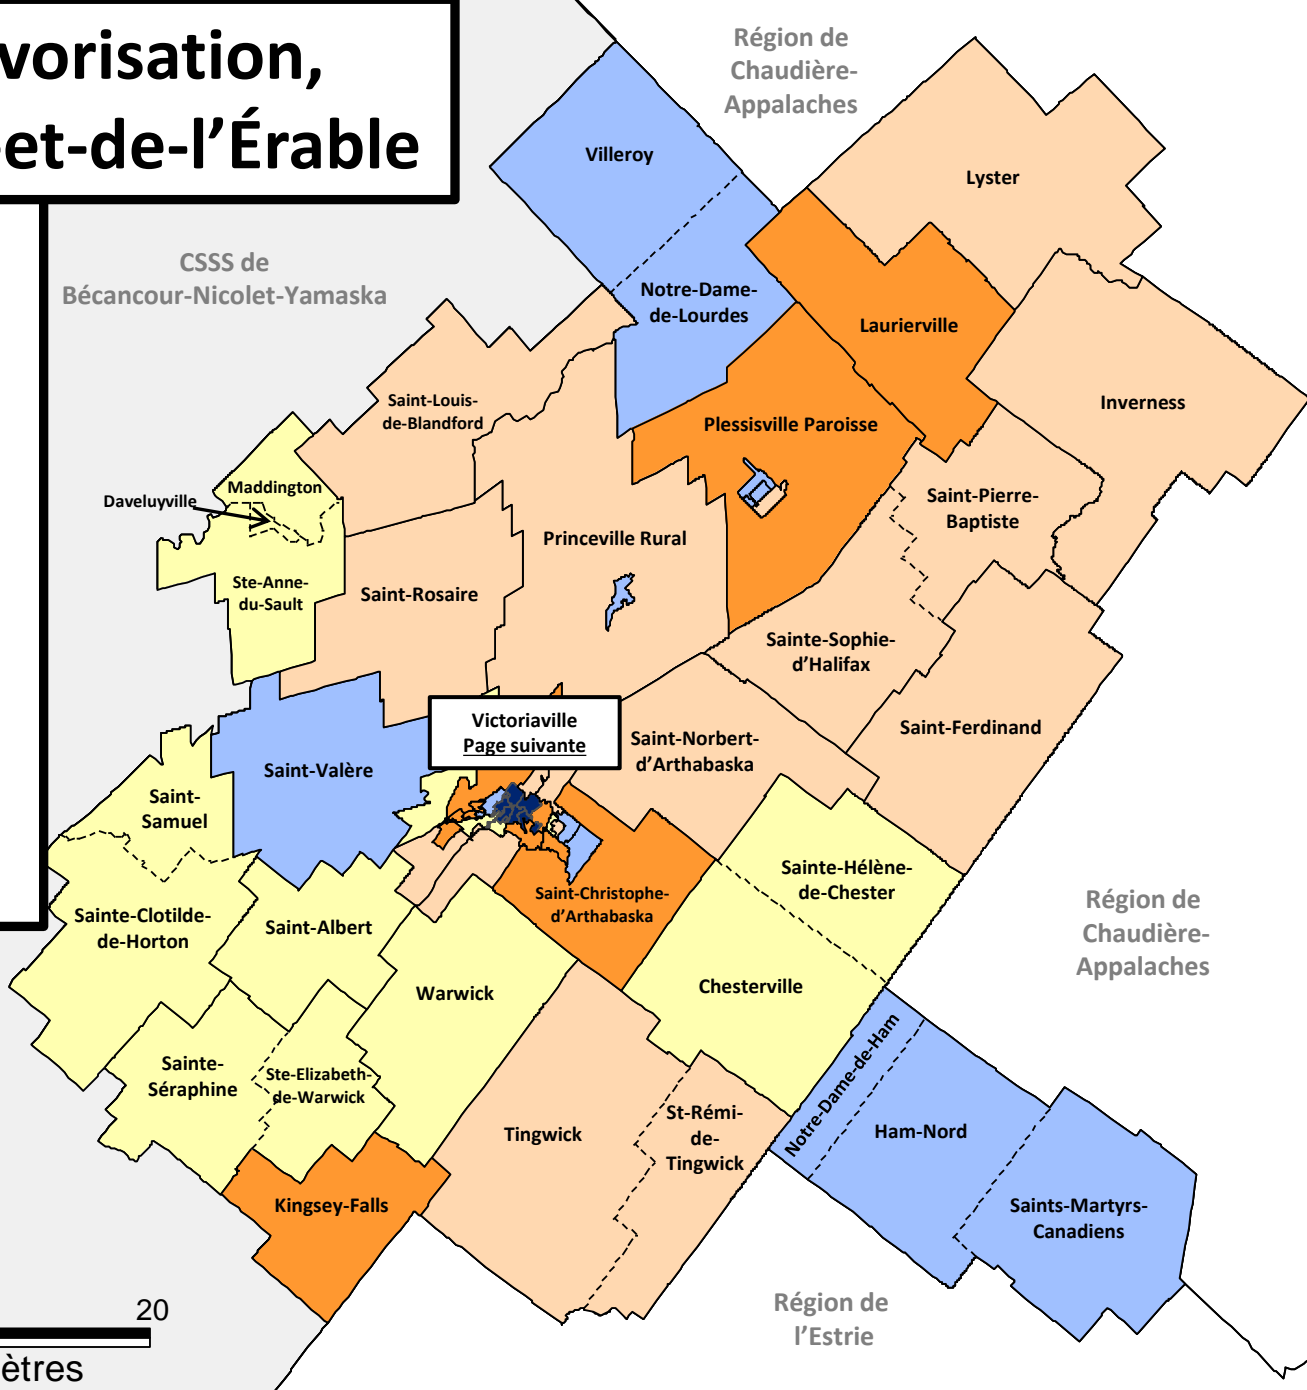 vorisation,
-et-de-l'Érable
Région de
Chaudière-
Appalaches
CSSS de
Bécancour-Nicolet-Yamaska
Villeroy
Lyster
Notre-Dame-
de-Lourdes
Laurierville
Inverness
Saint-Louis-
de-Blandford
Plessisville Paroisse
Maddington
Daveluyville
Saint-Pierre-
Baptiste
Princeville Rural
Ste-Anne-
du-Sault
Saint-Rosaire
Sainte-Sophie-
d'Halifax
Victoriaville
Page suivante
Saint-Norbert-
d'Arthabaska
Saint-Ferdinand
Saint-Valère
Saint-
Samuel
Sainte-Hélène-
de-Chester
Saint-Christophe-
d'Arthabaska
Sainte-Clotilde-
de-Horton
Saint-Albert
Région de
Chaudière-
Appalaches
Warwick
Chesterville
Notre-Dame-de-Ham
Sainte-
Séraphine
Ste-Elizabeth-
de-Warwick
Tingwick
St-Rémi-
de-
Tingwick
Ham-Nord
Kingsey-Falls
Saints-Martyrs-
Canadiens
Région de
l'Estrie
20
ètres